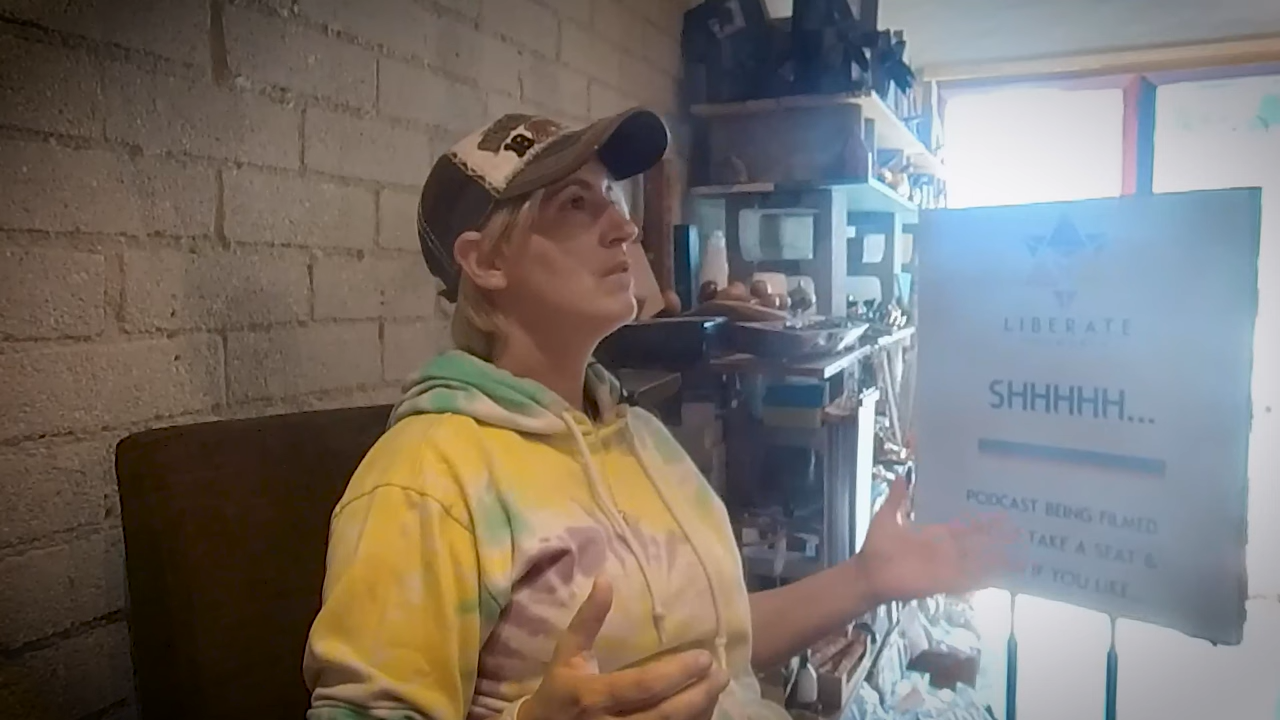 LIBERATE
SHHHHH...
PODCAST BEING FILMED
TAKE A SEAT &
IF YOU LIKE